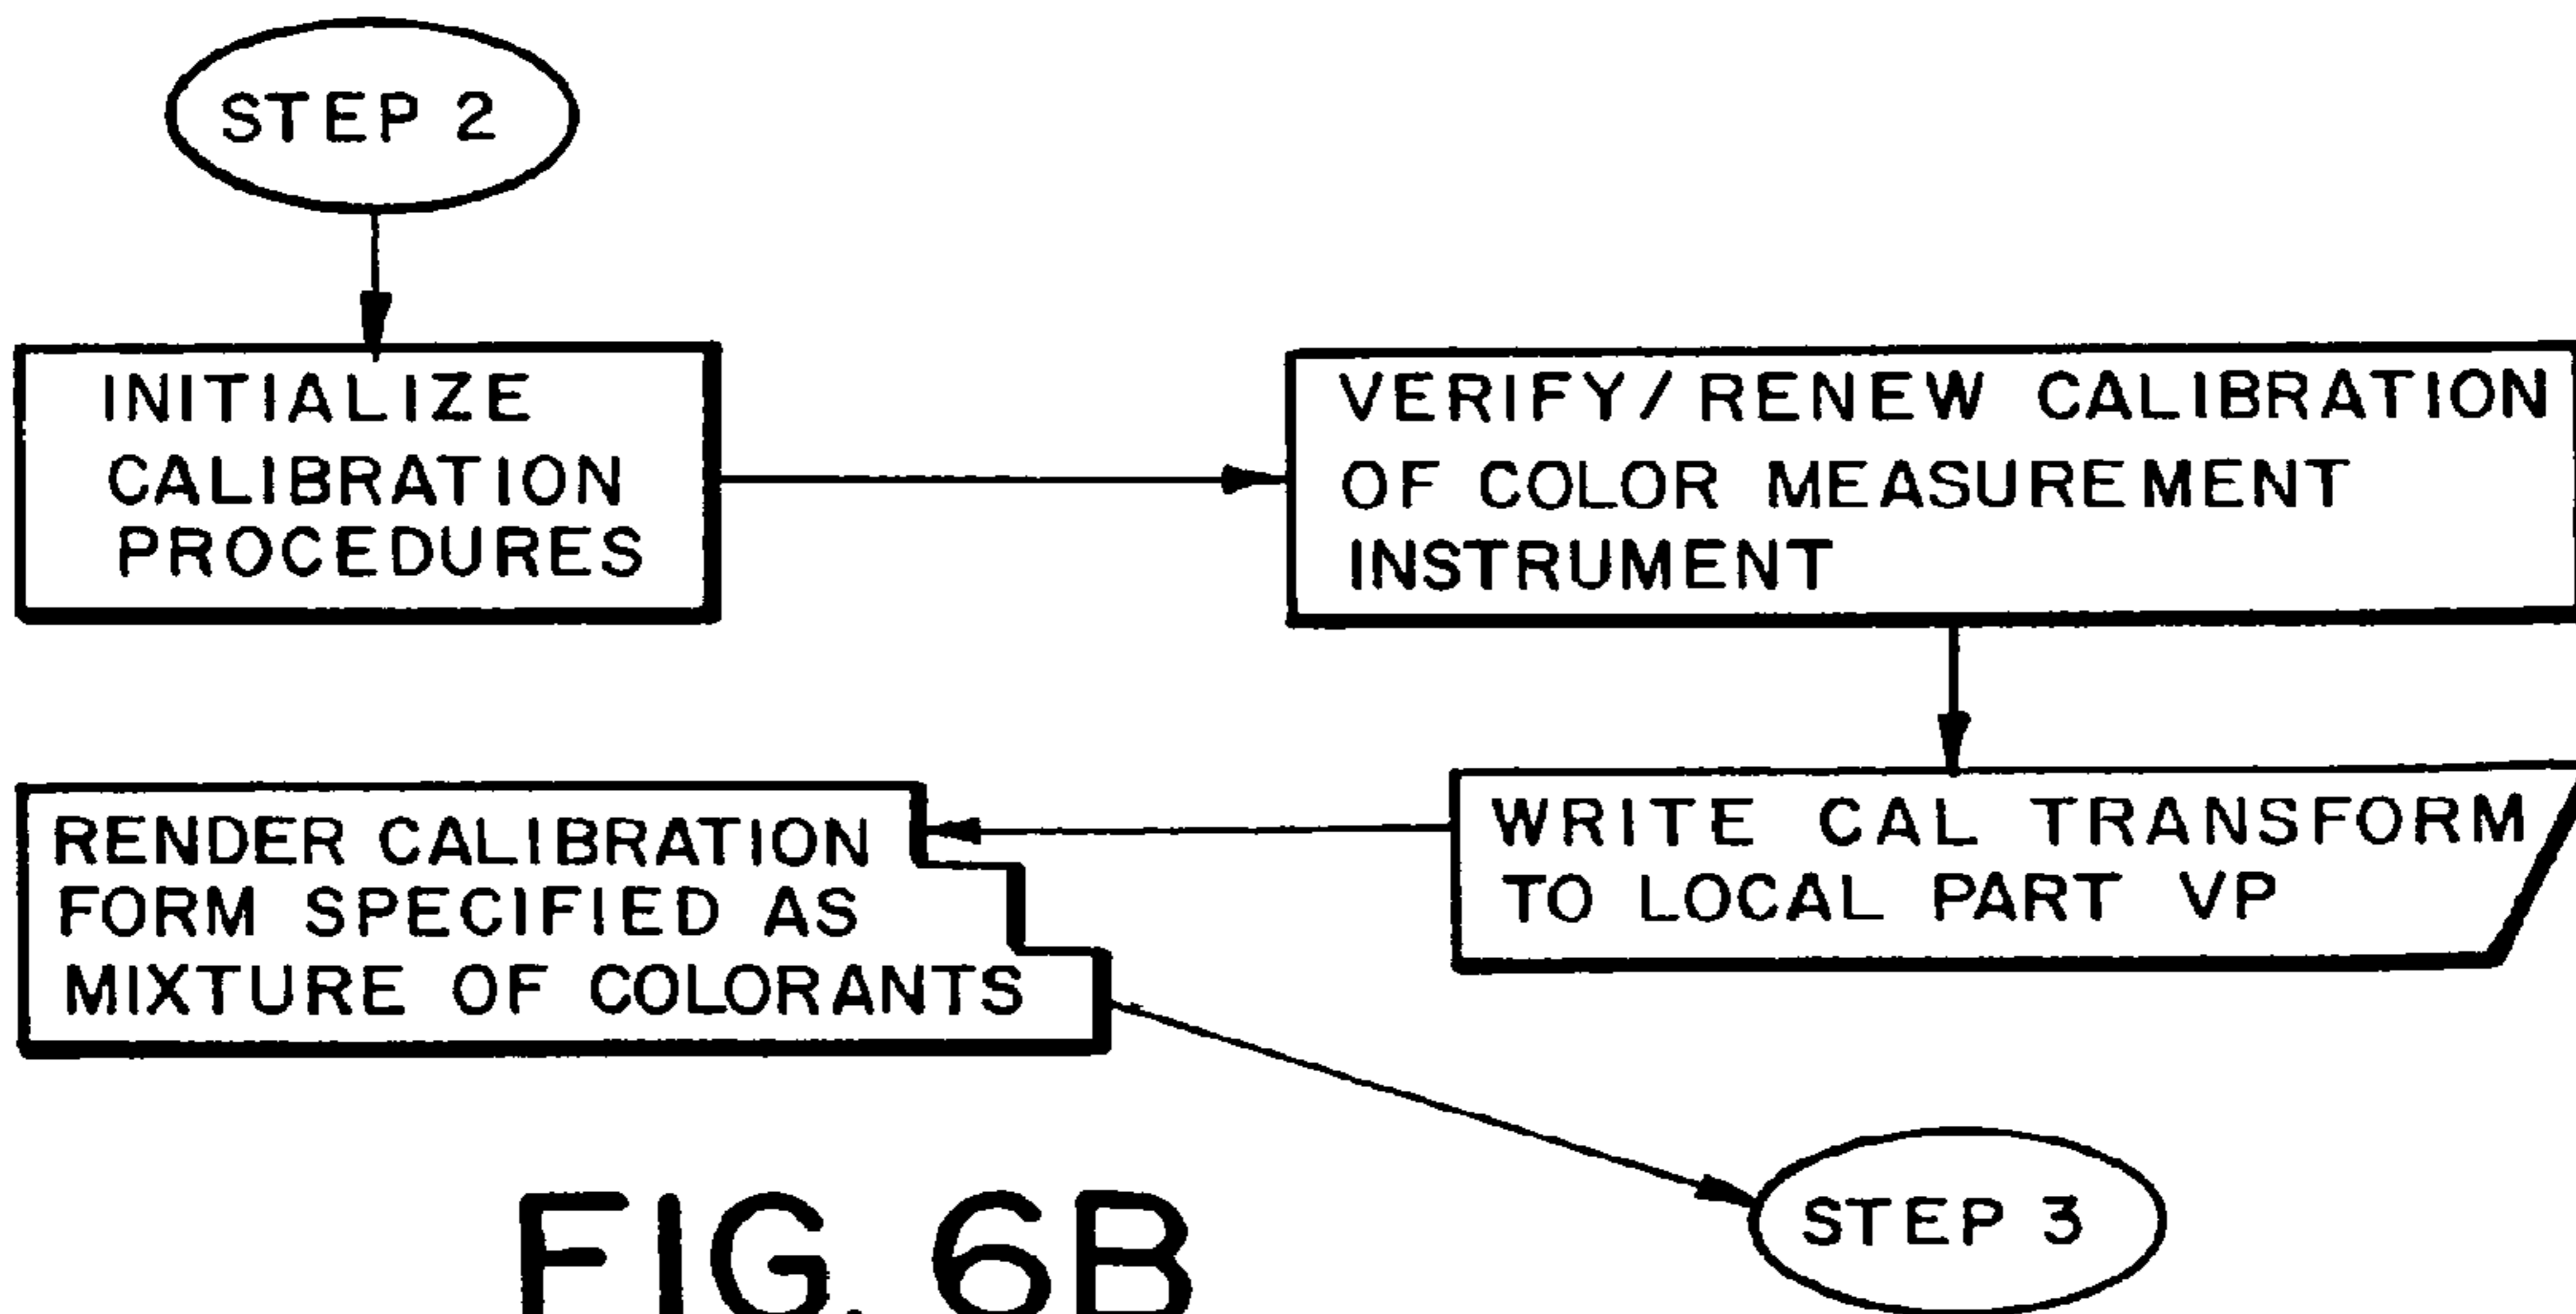 STEP 2
INITIALIZE
CALIBRATION
PROCEDURES
VERIFY/RENEW CALIBRATION
OF COLOR MEASUREMENT
INSTRUMENT
WRITE CAL TRANSFORM
TO LOCAL PART VP
RENDER CALIBRATION
FORM SPECIFIED AS
MIXTURE OF COLORANTS
STEP 3
FIG. 6B